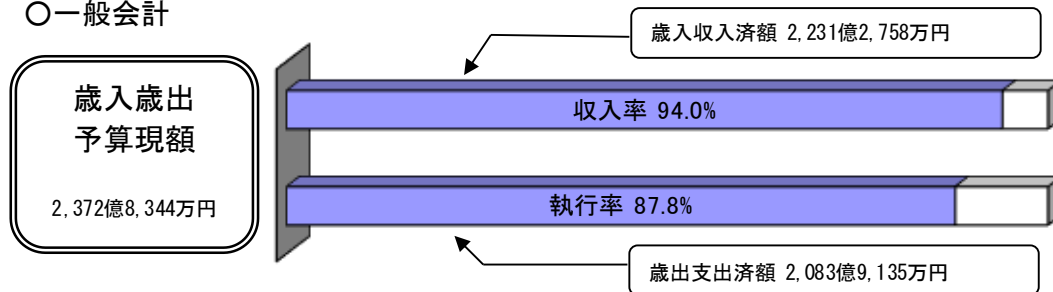 〇一般会計
歳入収入済額 2,231億2,758万円
歳入歳出
予算現額
2,372億8,344万円
収入率 94.0%
執行率 87.8%
歳出支出済額 2,083億9,135万円